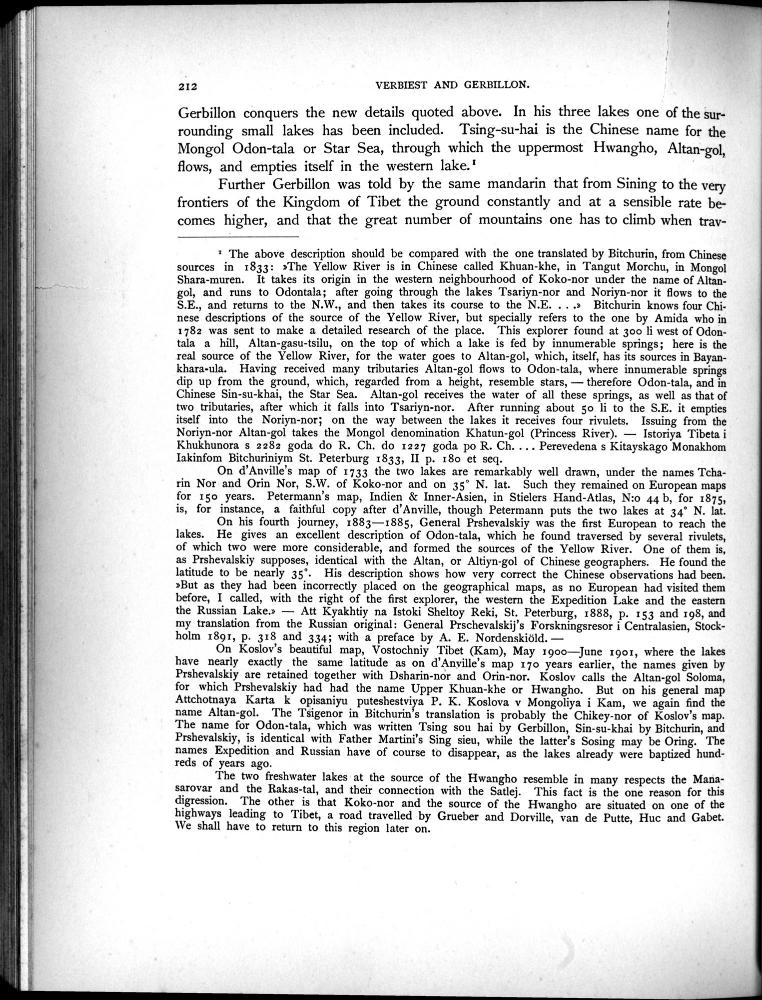 212
VERBIEST AND GERBILLON.
Gerbillon conquers the new details quoted above. In his three lakes one of the sur-
rounding small lakes has been included. Tsing-su-hai is the Chinese name for the
Mongol Odon-tala or Star Sea, through which the uppermost Hwangho, Altan-gol,
flows, and empties itself in the western lake.¹
Further Gerbillon was told by the same mandarin that from Sining to the very
frontiers of the Kingdom of Tibet the ground constantly and at a sensible rate be-
comes higher, and that the great number of mountains one has to climb when trav-
¹ The above description should be compared with the one translated by Bitchurin, from Chinese
sources in 1833: »The Yellow River is in Chinese called Khuan-khe, in Tangut Morchu, in Mongol
Shara-muren. It takes its origin in the western neighbourhood of Koko-nor under the name of Altan-
gol, and runs to Odontala; after going through the lakes Tsariyn-nor and Noriyn-nor it flows to the
S.E., and returns to the N.W., and then takes its course to the N.E. . . .» Bitchurin knows four Chi-
nese descriptions of the source of the Yellow River, but specially refers to the one by Amida who in
1782 was sent to make a detailed research of the place. This explorer found at 300 li west of Odon-
tala a hill, Altan-gasu-tsilu, on the top of which a lake is fed by innumerable springs; here is the
real source of the Yellow River, for the water goes to Altan-gol, which, itself, has its sources in Bayan-
khara-ula. Having received many tributaries Altan-gol flows to Odon-tala, where innumerable springs
dip up from the ground, which, regarded from a height, resemble stars, — therefore Odon-tala, and in
Chinese Sin-su-khai, the Star Sea. Altan-gol receives the water of all these springs, as well as that of
two tributaries, after which it falls into Tsariyn-nor. After running about 50 li to the S.E. it empties
itself into the Noriyn-nor; on the way between the lakes it receives four rivulets. Issuing from the
Noriyn-nor Altan-gol takes the Mongol denomination Khatun-gol (Princess River). — Istoriya Tibeta i
Khukhunora s 2282 goda do R. Ch. do 1227 goda po R. Ch. . . . Perevedena s Kitayskago Monakhom
Iakinfom Bitchuriniym St. Peterburg 1833, II p. 180 et seq.
On d'Anville's map of 1733 the two lakes are remarkably well drawn, under the names Tcha-
rin Nor and Orin Nor, S.W. of Koko-nor and on 35° N. lat. Such they remained on European maps
for 150 years. Petermann's map, Indien & Inner-Asien, in Stielers Hand-Atlas, N:o 44 b, for 1875,
is, for instance, a faithful copy after d'Anville, though Petermann puts the two lakes at 34° N. lat.
On his fourth journey, 1883—1885, General Prshevalskiy was the first European to reach the
lakes. He gives an excellent description of Odon-tala, which he found traversed by several rivulets,
of which two were more considerable, and formed the sources of the Yellow River. One of them is,
as Prshevalskiy supposes, identical with the Altan, or Altiyn-gol of Chinese geographers. He found the
latitude to be nearly 35°. His description shows how very correct the Chinese observations had been.
»But as they had been incorrectly placed on the geographical maps, as no European had visited them
before, I called, with the right of the first explorer, the western the Expedition Lake and the eastern
the Russian Lake.» — Att Kyakhtiy na Istoki Sheltoy Reki, St. Peterburg, 1888, p. 153 and 198, and
my translation from the Russian original: General Prschevalskij's Forskningsresor i Centralasien, Stock-
holm 1891, p. 318 and 334; with a preface by A. E. Nordenskiöld. —
On Koslov's beautiful map, Vostochniy Tibet (Kam), May 1900—June 1901, where the lakes
have nearly exactly the same latitude as on d'Anville's map 170 years earlier, the names given by
Prshevalskiy are retained together with Dsharin-nor and Orin-nor. Koslov calls the Altan-gol Soloma,
for which Prshevalskiy had had the name Upper Khuan-khe or Hwangho. But on his general map
Attchotnaya Karta k opisaniyu puteshestviya P. K. Koslova v Mongoliya i Kam, we again find the
name Altan-gol. The Tsigenor in Bitchurin's translation is probably the Chikey-nor of Koslov's map.
The name for Odon-tala, which was written Tsing sou hai by Gerbillon, Sin-su-khai by Bitchurin, and
Prshevalskiy, is identical with Father Martini's Sing sieu, while the latter's Sosing may be Oring. The
names Expedition and Russian have of course to disappear, as the lakes already were baptized hund-
reds of years ago.
The two freshwater lakes at the source of the Hwangho resemble in many respects the Mana-
sarovar and the Rakas-tal, and their connection with the Satlej. This fact is the one reason for this
digression. The other is that Koko-nor and the source of the Hwangho are situated on one of the
highways leading to Tibet, a road travelled by Grueber and Dorville, van de Putte, Huc and Gabet.
We shall have to return to this region later on.